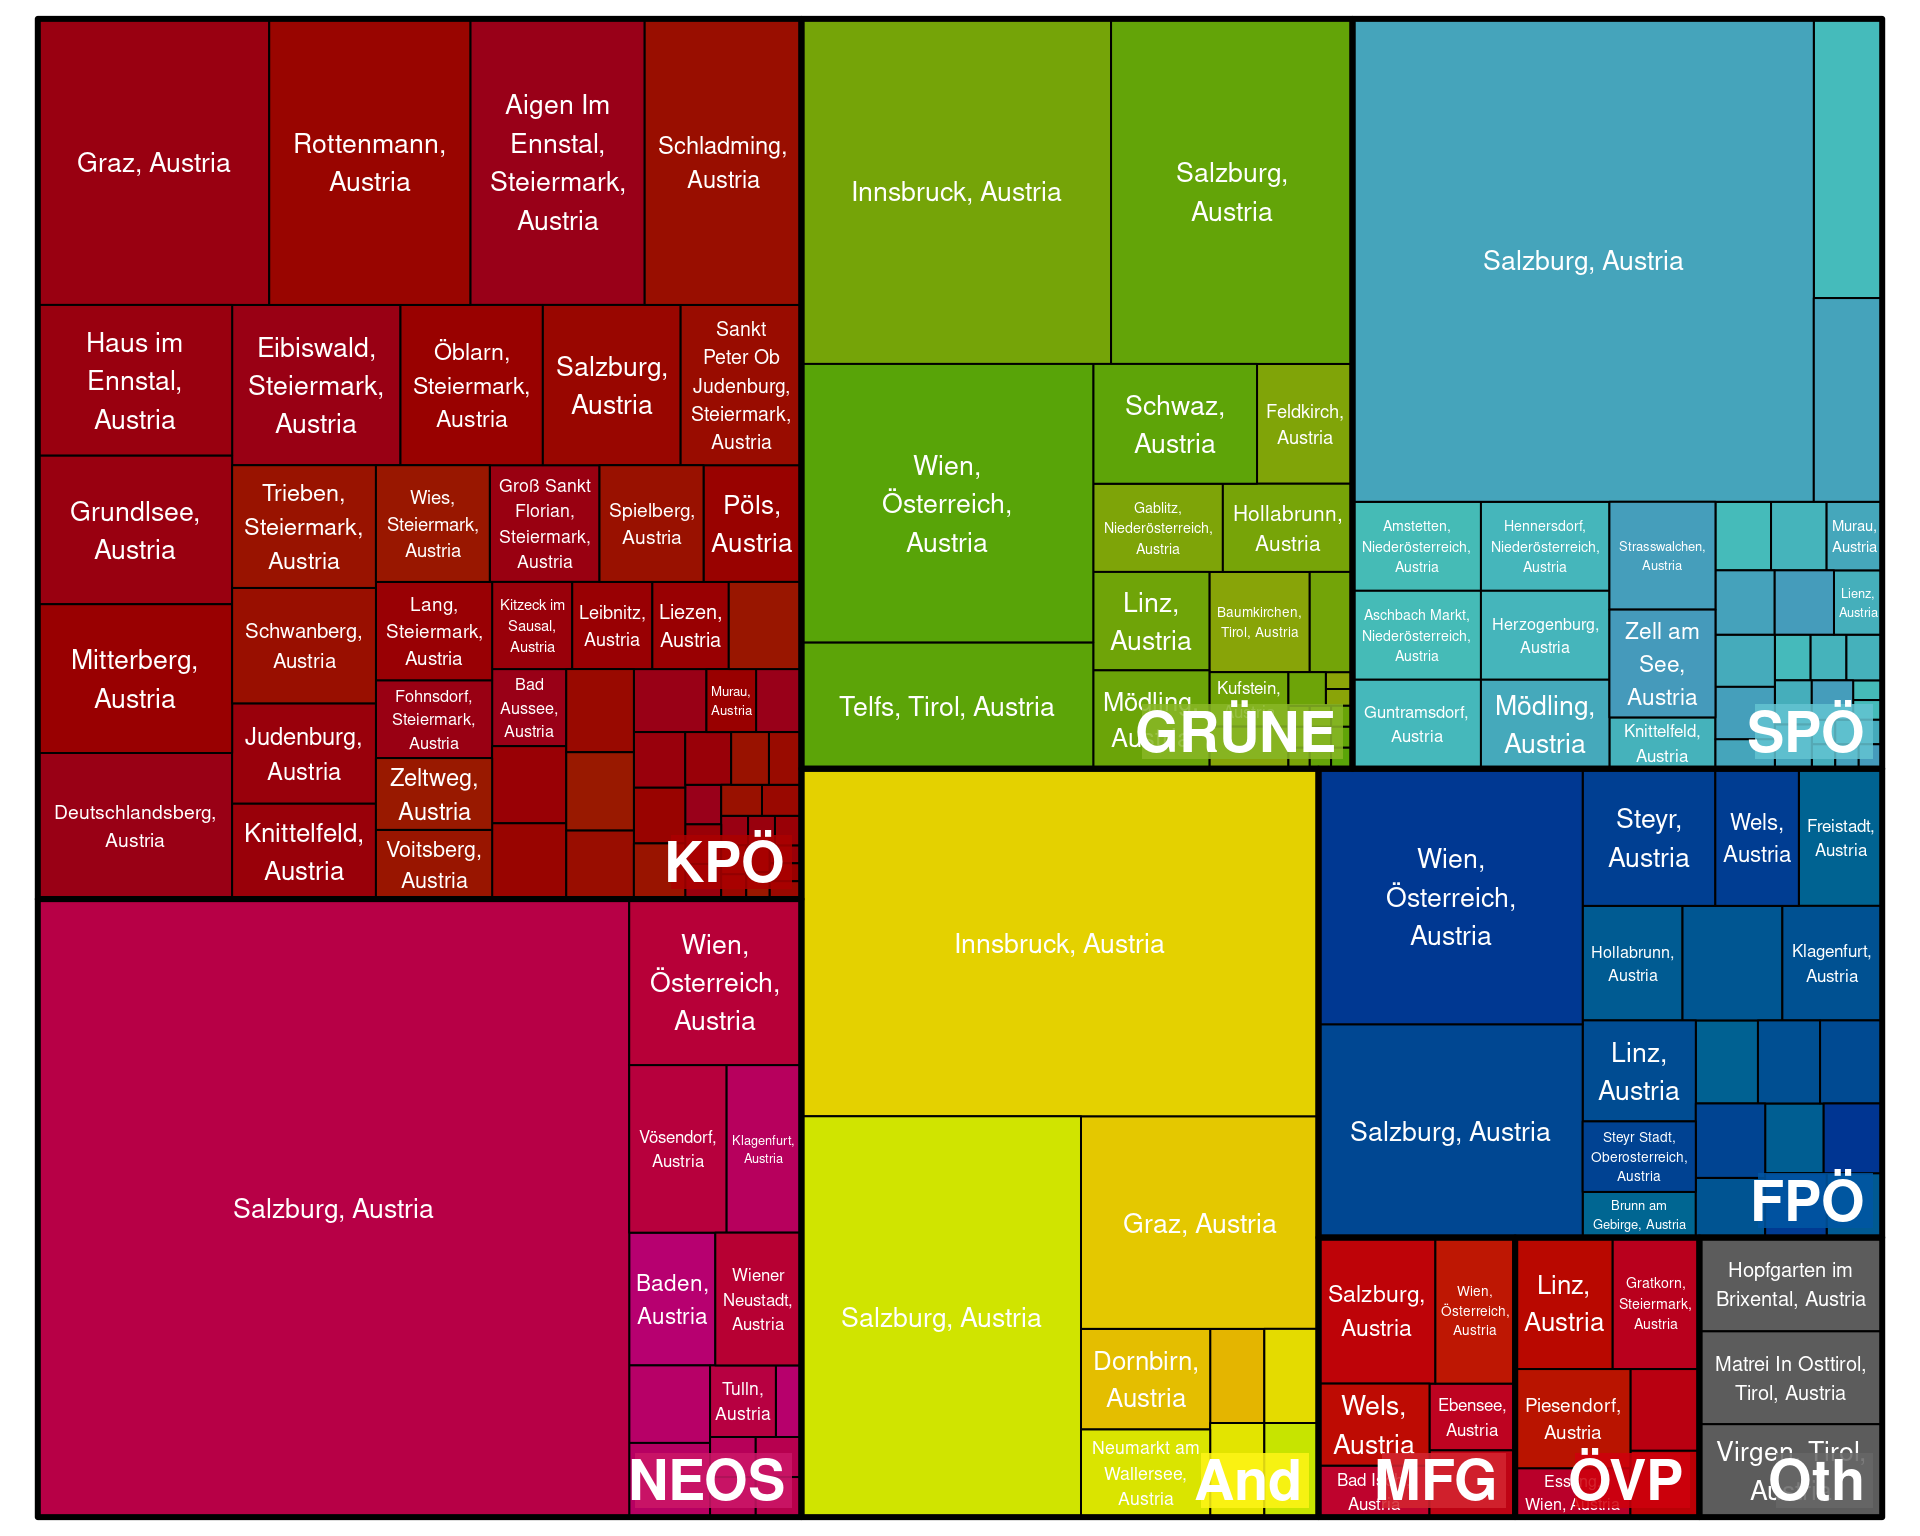 Graz, Austria
Rottenmann,
Austria
Aigen Im
Ennstal,
Steiermark,
Austria
Schladming,
Austria
Haus im
Ennstal,
Austria
Eibiswald,
Steiermark,
Austria
Öblarn,
Steiermark,
Austria
Salzburg,
Austria
Sankt
Peter Ob
Judenburg,
Steiermark,
Austria
Grundlsee,
Austria
Trieben,
Steiermark,
Austria
Wies,
Steiermark,
Austria
Groß Sankt
Florian,
Steiermark,
Austria
Spielberg,
Austria
Pöls,
Austria
Mitterberg,
Austria
Schwanberg,
Austria
Lang,
Steiermark,
Austria
Kitzeck im
Sausal,
Austria
Leibnitz,
Austria
Liezen,
Austria
Judenburg,
Austria
Fohnsdorf,
Steiermark,
Austria
Bad
Aussee,
Austria
Murau,
Austria
Deutschlandsberg,
Austria
Knittelfeld,
Austria
Zeltweg,
Austria
Voitsberg,
Austria
KPÖ
Innsbruck, Austria
Salzburg,
Austria
Wien,
Österreich,
Austria
Schwaz,
Austria
Feldkirch,
Austria
Gablitz,
Niederösterreich,
Austria
Hollabrunn,
Austria
Linz,
Austria
Baumkirchen,
Tirol, Austria
Telfs, Tirol, Austria
Mödling,
Austria
Kufstein,
GRÜNE
Salzburg, Austria
Amstetten,
Niederösterreich,
Austria
Hennersdorf,
Niederösterreich,
Austria
Strasswalchen,
Austria
Murau,
Austria
Aschbach Markt,
Niederösterreich,
Austria
Herzogenburg,
Austria
Zell am
See,
Austria
Lienz,
Austria
Guntramsdorf,
Austria
Mödling,
Austria
Knittelfeld,
Austria
SPÖ
Salzburg, Austria
Wien,
Österreich,
Austria
Vösendorf,
Austria
Klagenfurt,
Austria
Baden,
Austria
Wiener
Neustadt,
Austria
Tulln,
Austria
NEOS
Innsbruck, Austria
Salzburg, Austria
Graz, Austria
Dornbirn,
Austria
Neumarkt am
Wallersee,
Austria
And
Wien,
Österreich,
Austria
Steyr,
Austria
Wels,
Austria
Freistadt,
Austria
Hollabrunn,
Austria
Klagenfurt,
Austria
Salzburg, Austria
Linz,
Austria
Steyr Stadt,
Oberosterreich,
Austria
Brunn am
Gebirge, Austria
FPÖ
Salzburg,
Austria
Wien,
Österreich,
Austria
Wels,
Austria
Ebensee,
Austria
Bad
Austria
MFG
Linz,
Austria
Gratkorn,
Steiermark,
Austria
Piesendorf,
Austria
Essling,
Wien, Austria
ÖVP
Hopfgarten im
Brixental, Austria
Matrei In Osttirol,
Tirol, Austria
Virgen, Tirol,
Austria
Oth